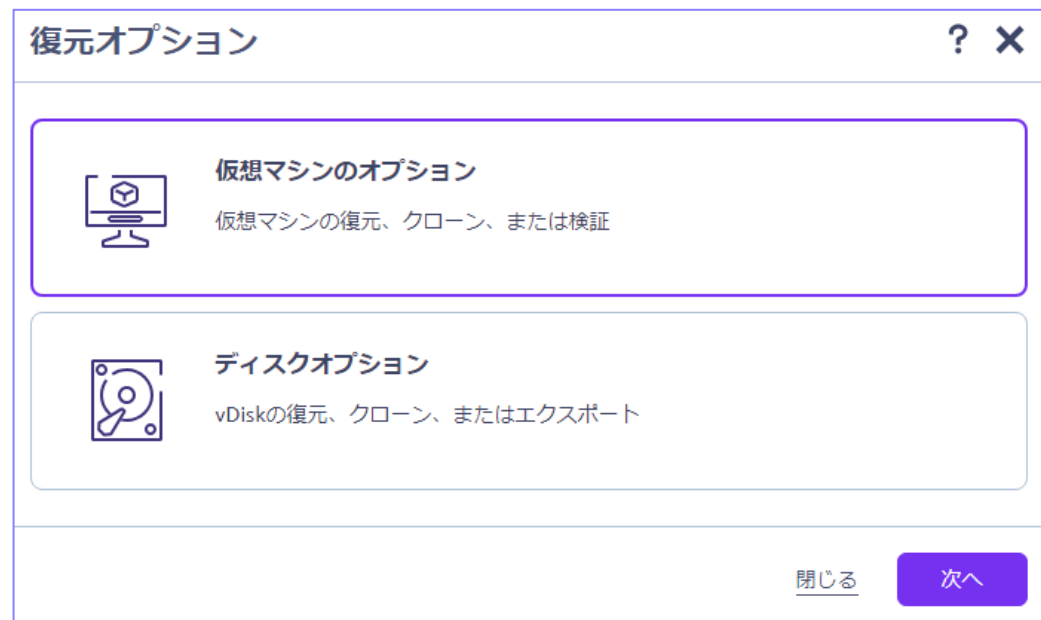 復元オプション ? ×
仮想マシンのオプション
仮想マシンの復元、クローン、または検証
ディスクオプション
vDiskの復元、クローン、またはエクスポート
閉じる 次へ